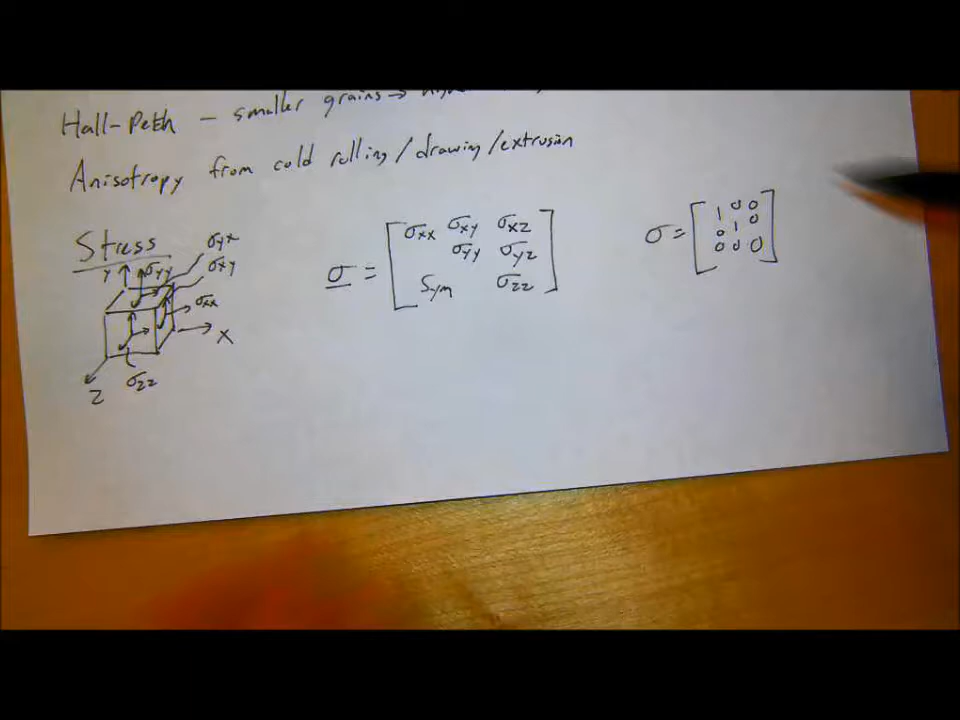 Hall-Petch – smaller grains →
Anisotropy from cold rolling/drawing/extrusion
Stress
σyx
Y σyy σxy
σxx
X
σzz
Z
σ = [ σxx σxy σxz
σyy σyz
Sym σzz ]
σ = [ 1 0 0
0 1 0
0 0 0 ]